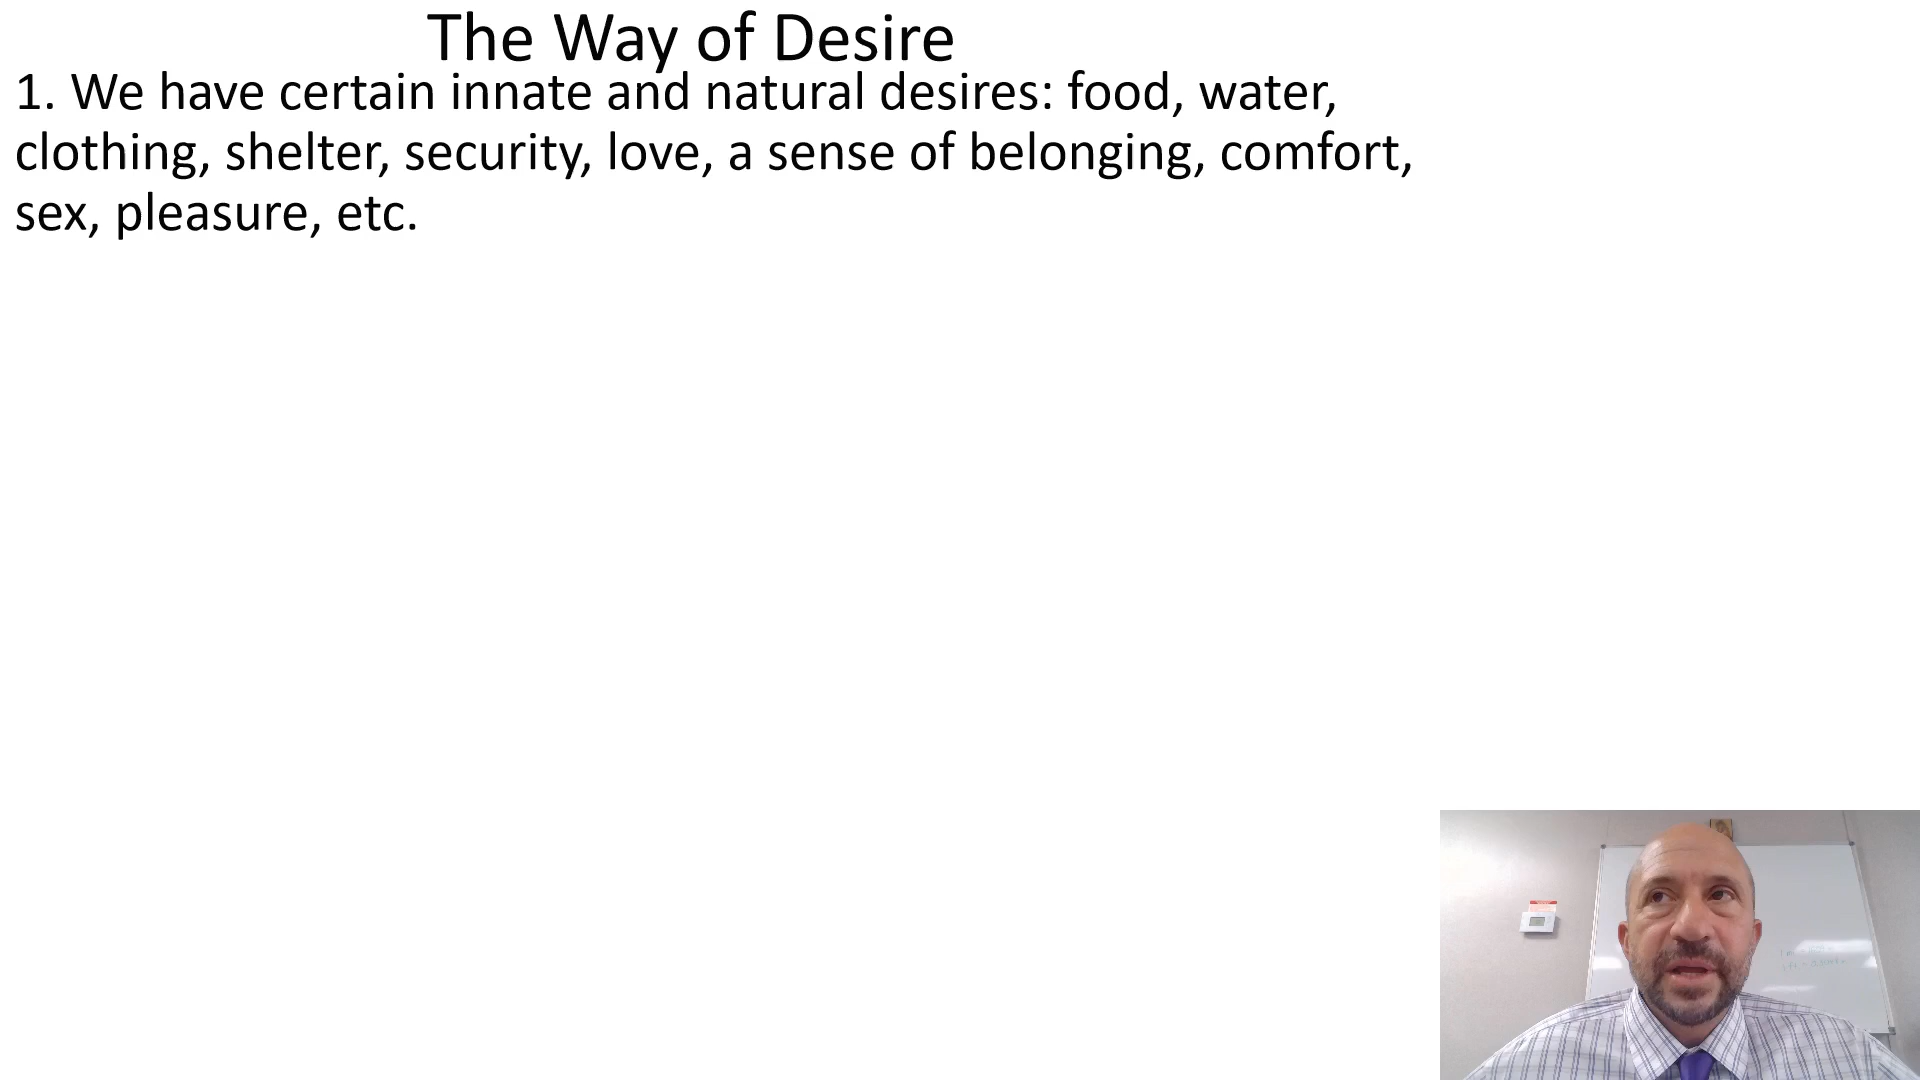 The Way of Desire
1. We have certain innate and natural desires: food, water,
clothing, shelter, security, love, a sense of belonging, comfort,
sex, pleasure, etc.